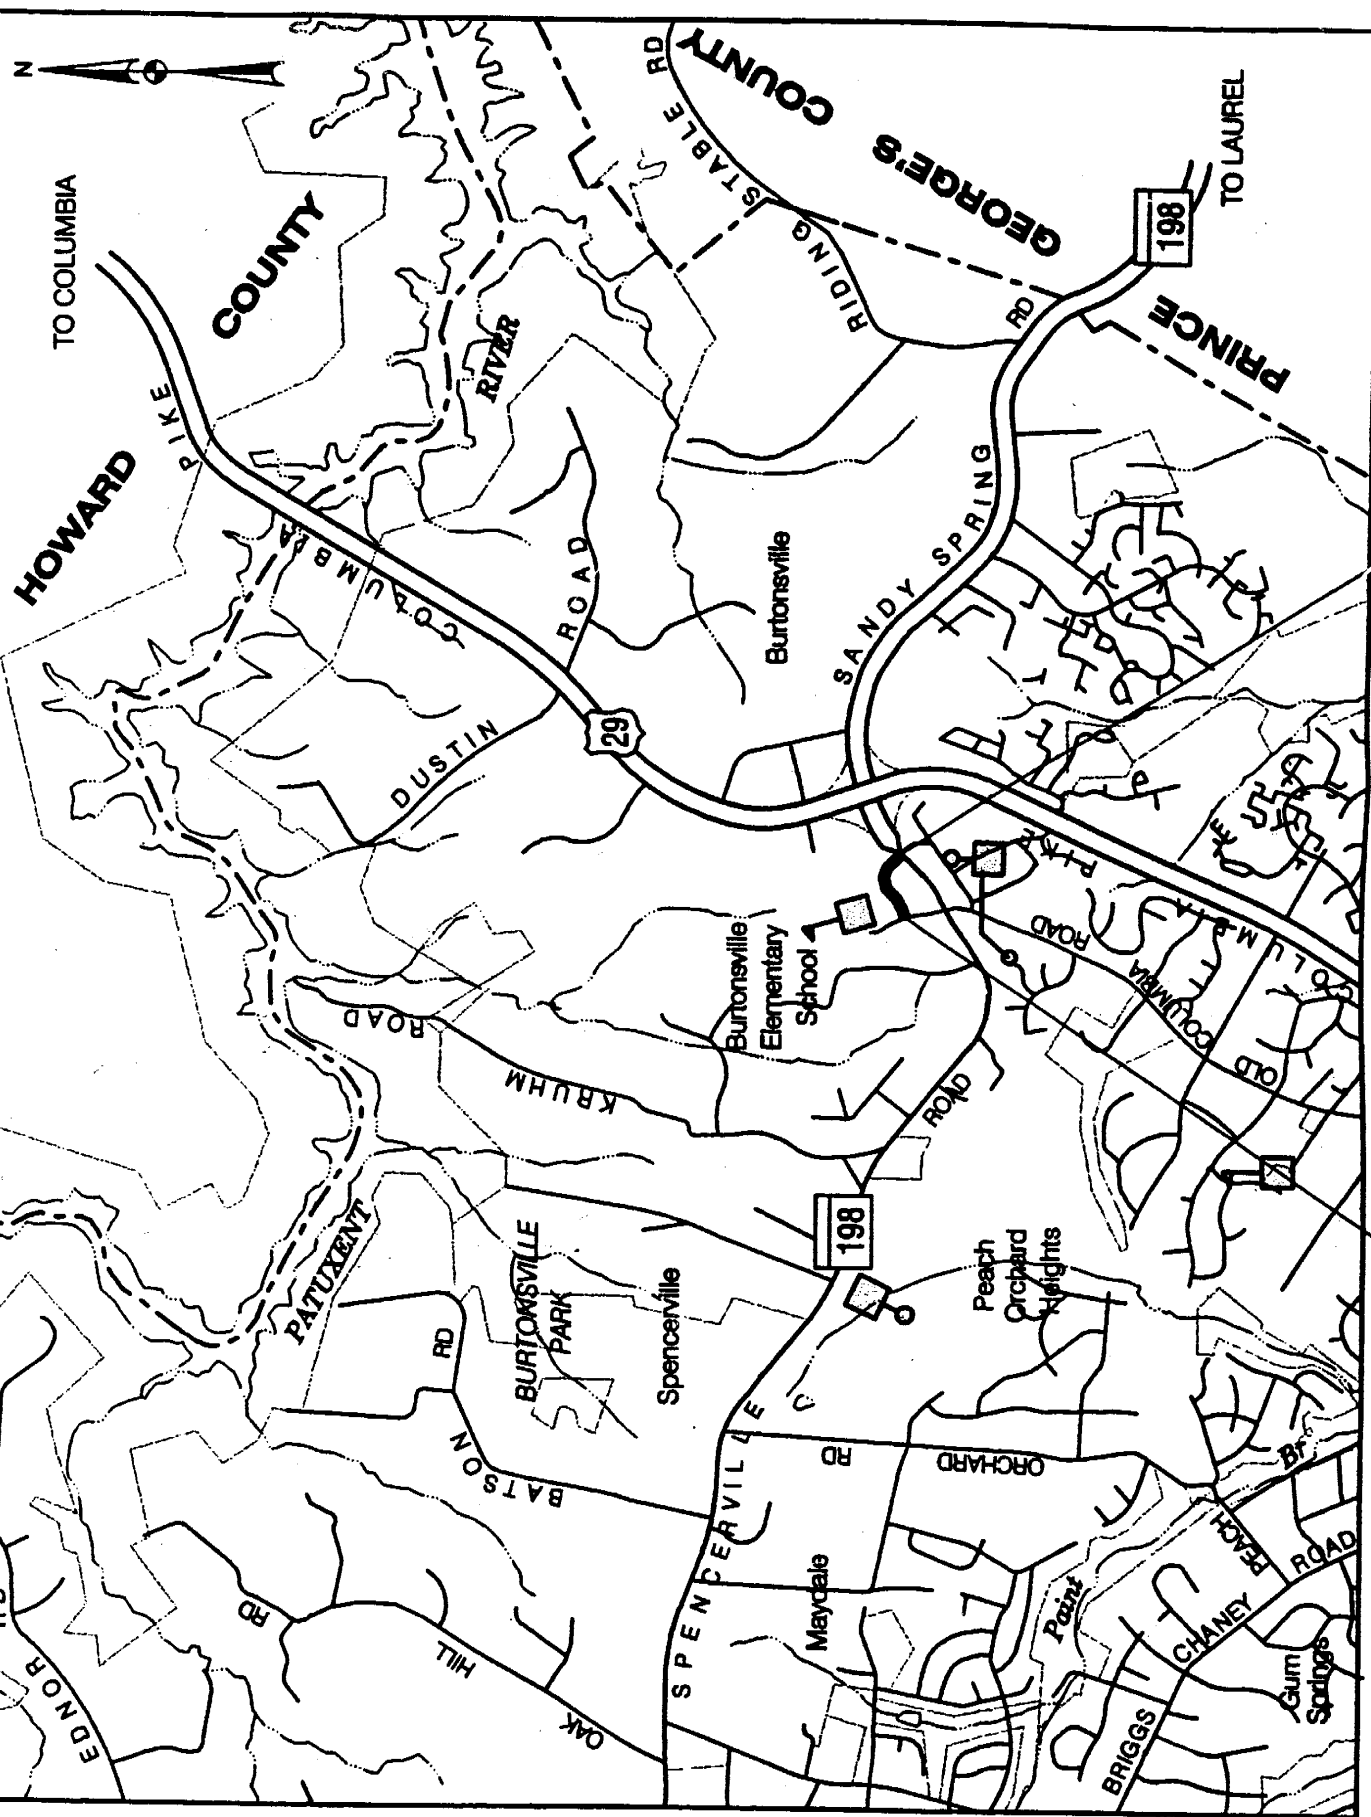 N
TO COLUMBIA
HOWARD
COUNTY
PIKE
COLUMBIA
29
RIVER
RIDING
STABLE
RD
RD
PRINCE
GEORGE'S
COUNTY
198
TO LAUREL
SANDY SPRING
DUSTIN
ROAD
Burtonsville
Burtonsville
Elementary
School
KRUHM
ROAD
PATUXENT
COLUMBIA
PIKE
OLD
COLUMBIA
ROAD
198
SPENCERVILLE
ROAD
BURTONSVILLE
PARK
Spencerville
Peach
Orchard
Heights
BATSON
RD
PEACH
ORCHARD
RD
Maydale
Paint
Br
EDNOR
OAK
HILL
RD
BRIGGS
CHANEY
ROAD
Gum
Springs